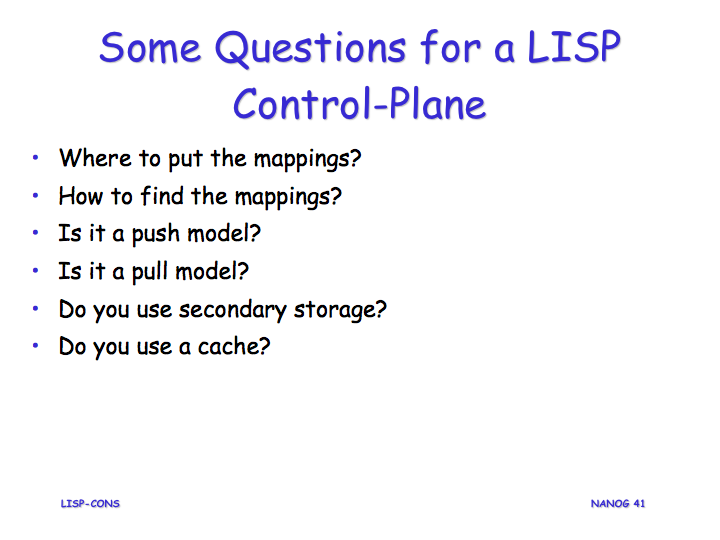 Some Questions for a LISP
Control-Plane
• Where to put the mappings?
• How to find the mappings?
• Is it a push model?
• Is it a pull model?
• Do you use secondary storage?
• Do you use a cache?
LISP-CONS
NANOG 41